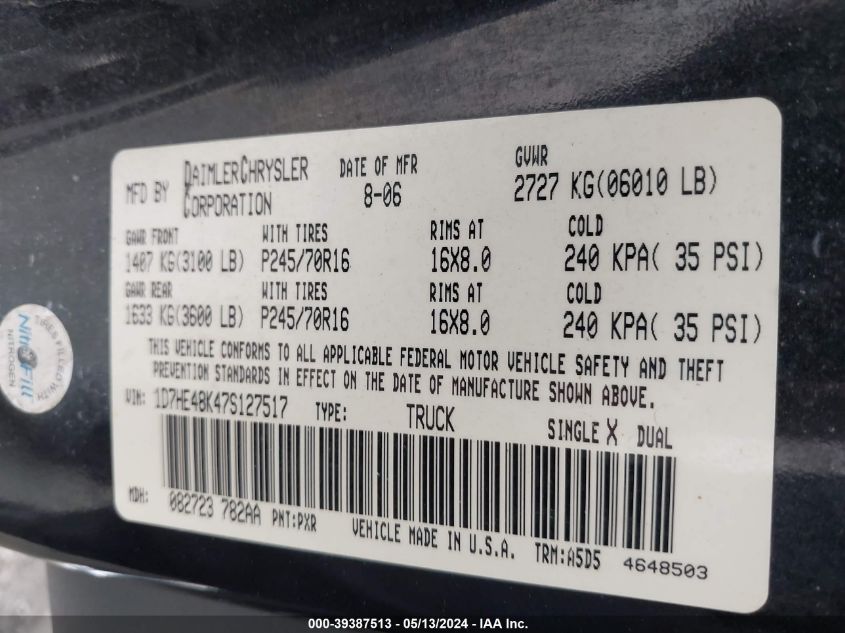 MFD BY DAIMLERCHRYSLER CORPORATION DATE OF MFR 8-06 GVWR 2727 KG(06010 LB)
GAWR FRONT WITH TIRES RIMS AT COLD
1407 KG(3100 LB) P245/70R16 16X8.0 240 KPA( 35 PSI)
GAWR REAR WITH TIRES RIMS AT COLD
1633 KG(3600 LB) P245/70R16 16X8.0 240 KPA( 35 PSI)
THIS VEHICLE CONFORMS TO ALL APPLICABLE FEDERAL MOTOR VEHICLE SAFETY AND THEFT
PREVENTION STANDARDS IN EFFECT ON THE DATE OF MANUFACTURE SHOWN ABOVE.
VIN: 1D7HE48K47S127517 TYPE: TRUCK SINGLE X DUAL
MDH: 082723 782AA PNT:PXR VEHICLE MADE IN U.S.A. TRM:A5D5 4648503
TIRES FILLED WITH
NitroFill
NITROGEN
000-39387513 - 05/13/2024 - IAA Inc.